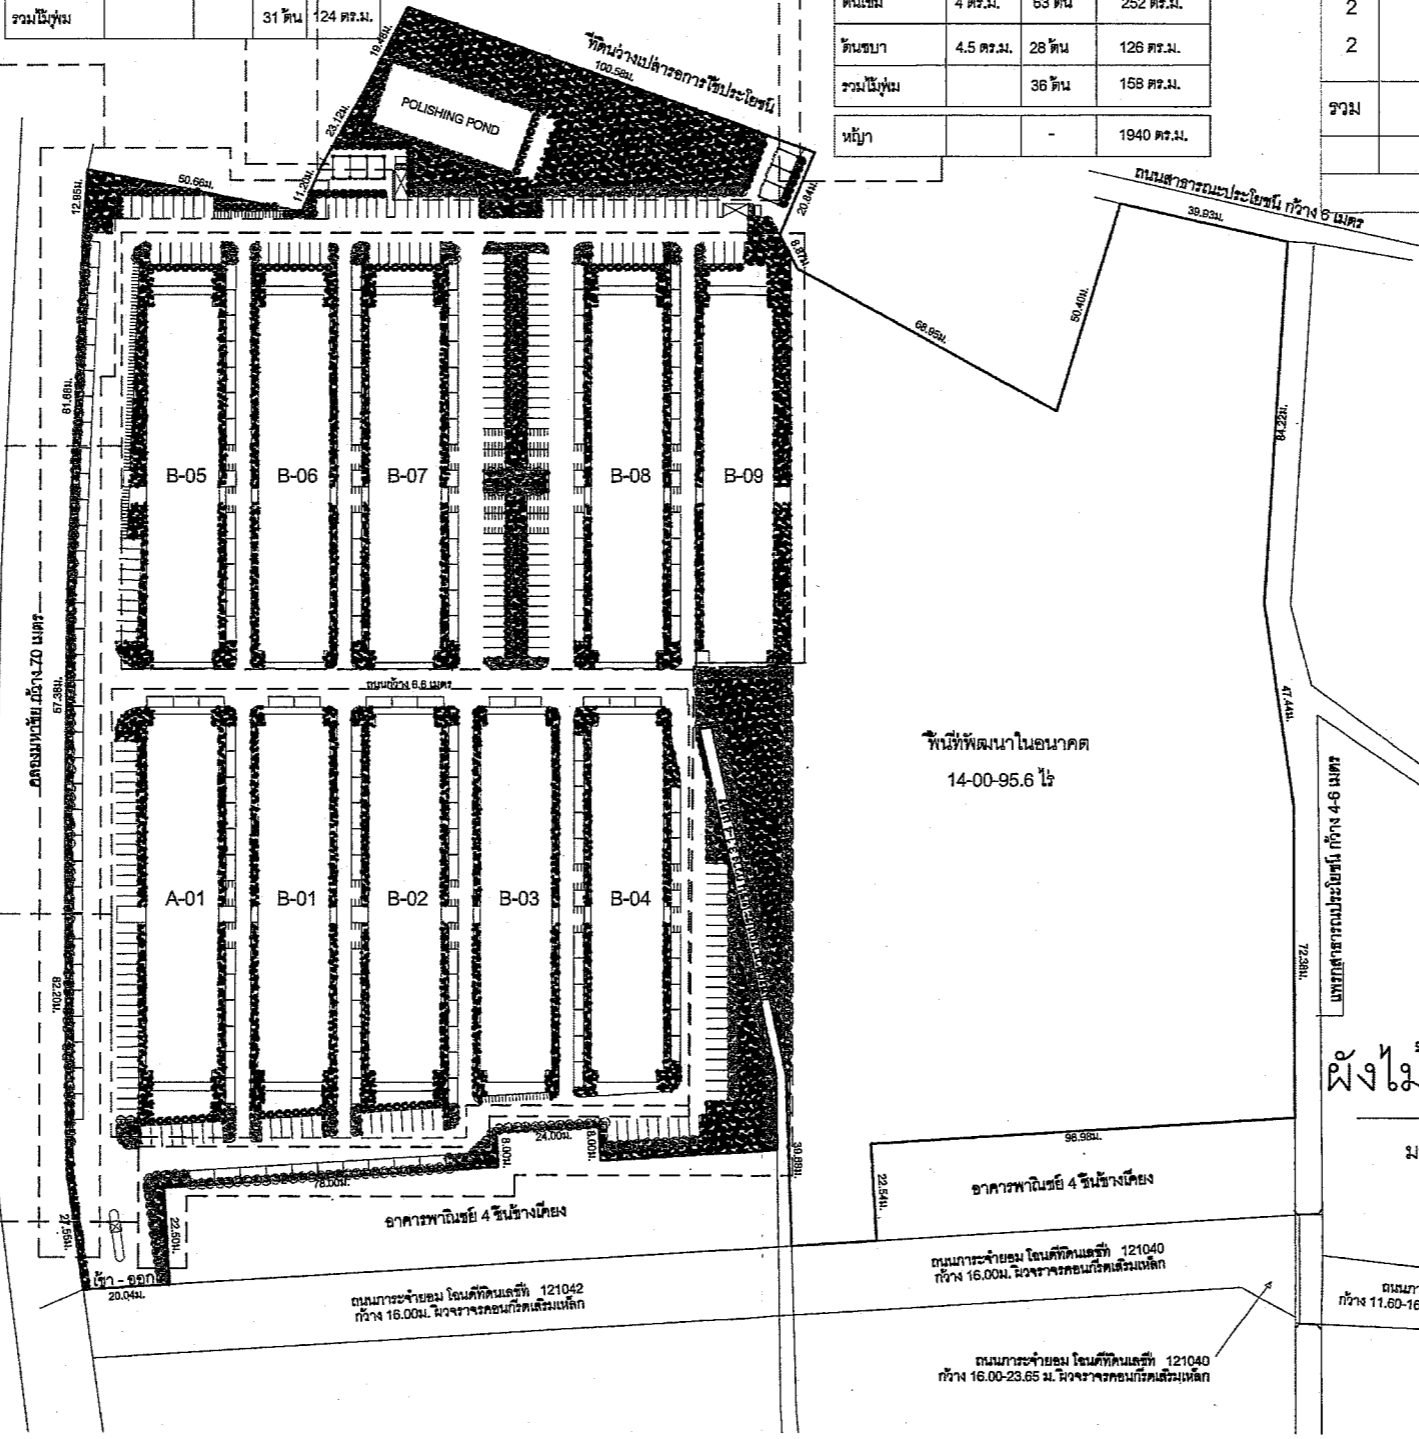 รวมไม้พุ่ม 31 ต้น 124 ตร.ม.
ต้นเข็ม 4 ตร.ม. 63 ต้น 252 ตร.ม.
ต้นชบา 4.5 ตร.ม. 28 ต้น 126 ตร.ม.
รวมไม้พุ่ม 36 ต้น 158 ตร.ม.
หญ้า - 1940 ตร.ม.
2
2
รวม
ที่ดินว่างเปล่ารอการใช้ประโยชน์
100.58ม.
19.48ม.
23.12ม.
POLISHING POND
11.20ม.
50.66ม.
12.85ม.
20.84ม.
8.87ม.
ถนนสาธารณะประโยชน์ กว้าง 6 เมตร
39.93ม.
50.40ม.
68.95ม.
84.22ม.
81.68ม.
B-05
B-06
B-07
B-08
B-09
คลองมหาชัย กว้าง 7.0 เมตร
57.38ม.
ถนนกว้าง 6.6 เมตร
47.44ม.
พื้นที่พัฒนาในอนาคต
14-00-95.6 ไร่
แพรกสาธารณประโยชน์ กว้าง 4-6 เมตร
A-01
B-01
B-02
B-03
B-04
82.20ม.
72.38ม.
ผังไม้
ม
24.00ม.
8.00ม.
8.00ม.
78.00ม.
39.88ม.
98.98ม.
22.54ม.
อาคารพาณิชย์ 4 ชั้นข้างเคียง
อาคารพาณิชย์ 4 ชั้นข้างเคียง
27.55ม.
22.50ม.
เข้า - ออก
20.04ม.
ถนนภาระจำยอม โฉนดที่ดินเลขที่ 121042
กว้าง 16.00ม. ผิวจราจรคอนกรีตเสริมเหล็ก
ถนนภาระจำยอม โฉนดที่ดินเลขที่ 121040
กว้าง 16.00ม. ผิวจราจรคอนกรีตเสริมเหล็ก
ถนนภา
กว้าง 11.60-16
ถนนภาระจำยอม โฉนดที่ดินเลขที่ 121040
กว้าง 16.00-23.65 ม. ผิวจราจรคอนกรีตเสริมเหล็ก